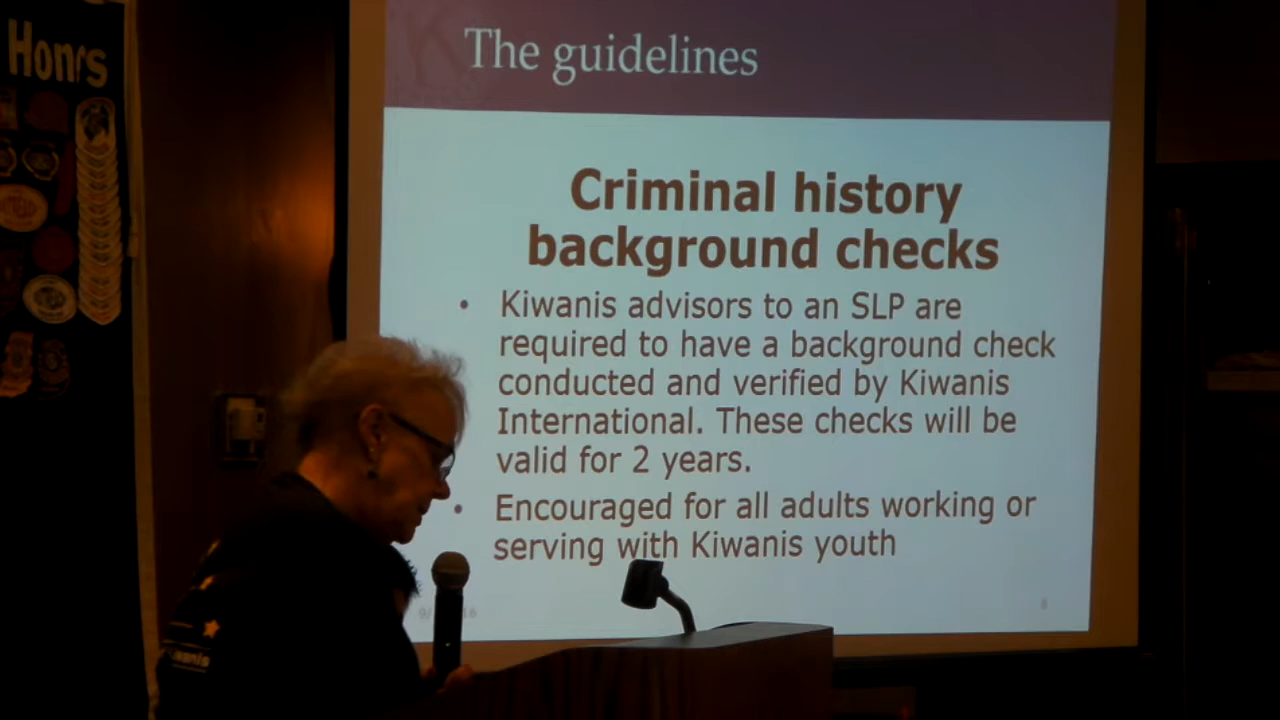 Honors
The guidelines
Criminal history
background checks
• Kiwanis advisors to an SLP are
required to have a background check
conducted and verified by Kiwanis
International. These checks will be
valid for 2 years.
• Encouraged for all adults working or
serving with Kiwanis youth
8